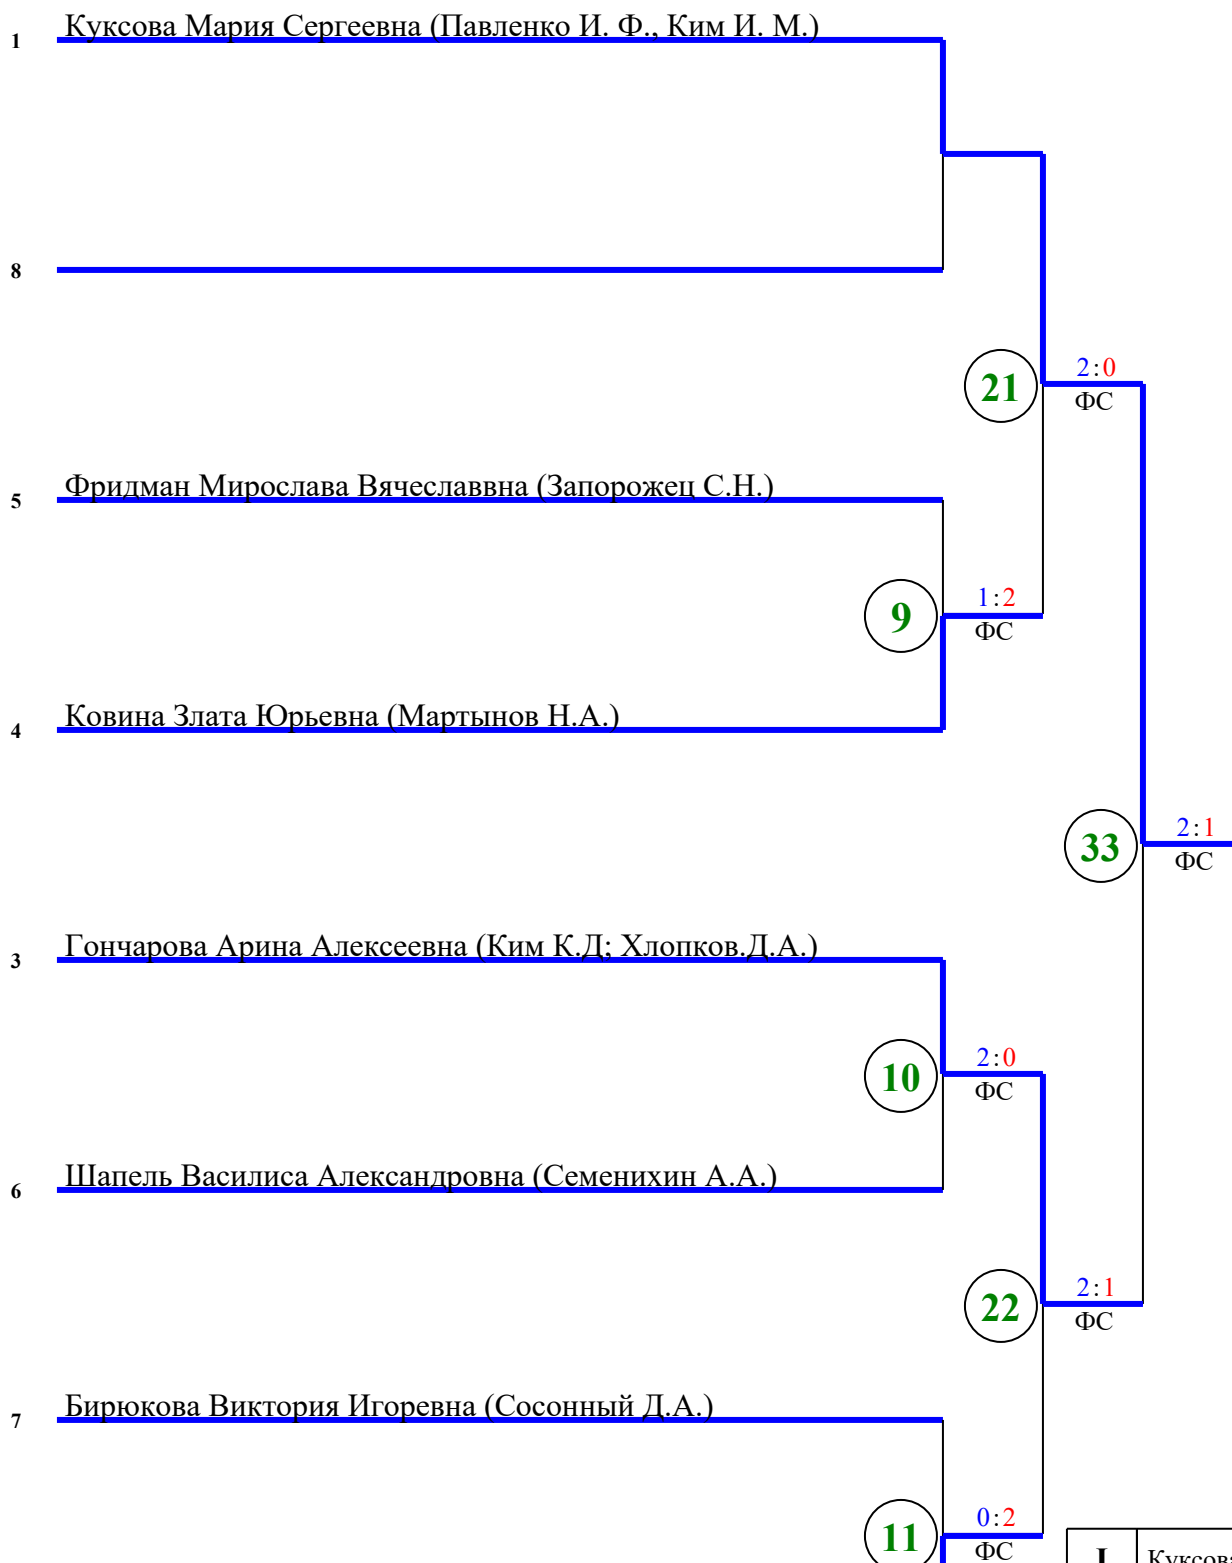 Куксова Мария Сергеевна (Павленко И. Ф., Ким И. М.)
1
8
2:0
21
ФС
Фридман Мирослава Вячеславвна (Запорожец С.Н.)
5
1:2
9
ФС
Ковина Злата Юрьевна (Мартынов Н.А.)
4
2:1
33
ФС
Гончарова Арина Алексеевна (Ким К.Д; Хлопков.Д.А.)
3
2:0
10
ФС
Шапель Василиса Александровна (Семенихин А.А.)
6
2:1
22
ФС
Бирюкова Виктория Игоревна (Сосонный Д.А.)
7
0:2
11
ФС
I